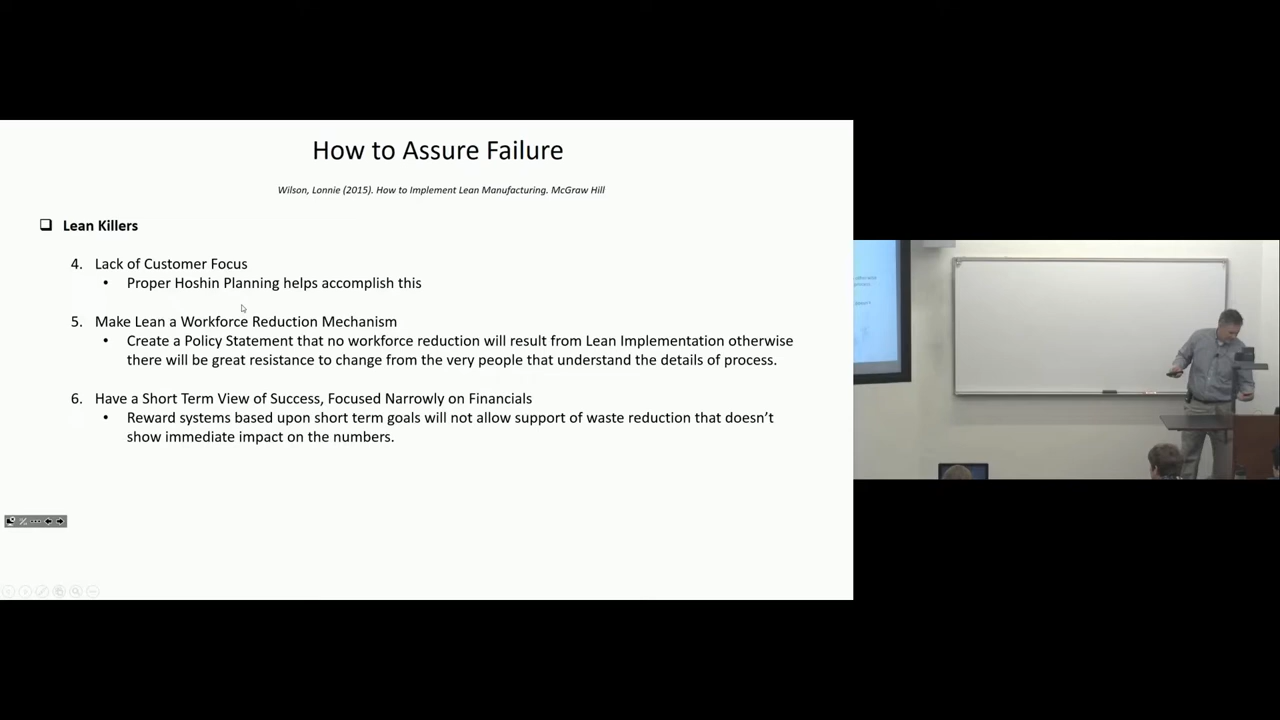 How to Assure Failure
Wilson, Lonnie (2015). How to Implement Lean Manufacturing. McGraw Hill
Lean Killers
4. Lack of Customer Focus
• Proper Hoshin Planning helps accomplish this
5. Make Lean a Workforce Reduction Mechanism
• Create a Policy Statement that no workforce reduction will result from Lean Implementation otherwise
there will be great resistance to change from the very people that understand the details of process.
6. Have a Short Term View of Success, Focused Narrowly on Financials
• Reward systems based upon short term goals will not allow support of waste reduction that doesn't
show immediate impact on the numbers.